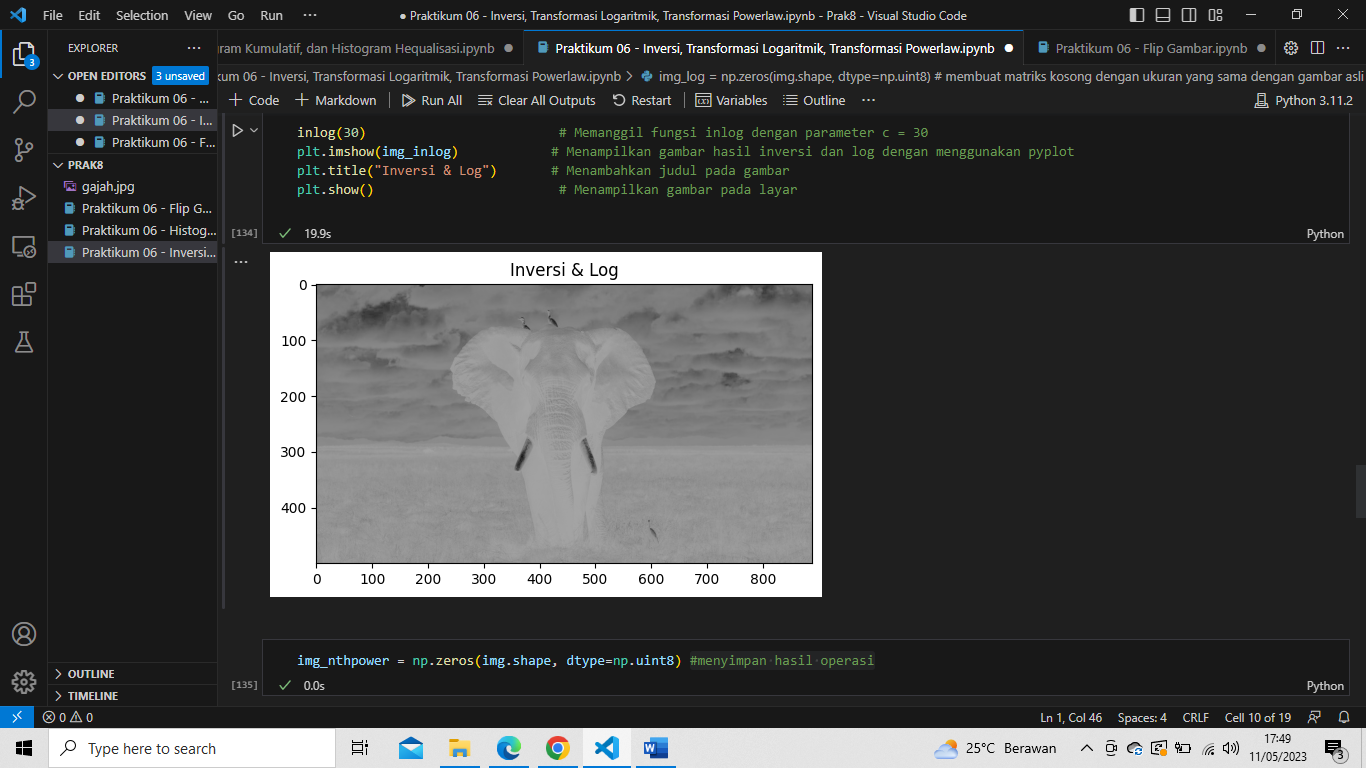 File Edit Selection View Go Run ···
● Praktikum 06 - Inversi, Transformasi Logaritmik, Transformasi Powerlaw.ipynb - Prak8 - Visual Studio Code
EXPLORER ···
ram Kumulatif, dan Histogram Hequalisasi.ipynb ●
Praktikum 06 - Inversi, Transformasi Logaritmik, Transformasi Powerlaw.ipynb ●
Praktikum 06 - Flip Gambar.ipynb ●
3
OPEN EDITORS 3 unsaved
Praktikum 06 - ...
Praktikum 06 - I...
Praktikum 06 - F...
PRAK8
gajah.jpg
Praktikum 06 - Flip G...
Praktikum 06 - Histog...
Praktikum 06 - Inversi...
kum 06 - Inversi, Transformasi Logaritmik, Transformasi Powerlaw.ipynb > img_log = np.zeros(img.shape, dtype=np.uint8) # membuat matriks kosong dengan ukuran yang sama dengan gambar asli
+ Code + Markdown Run All Clear All Outputs Restart Variables Outline ··· Python 3.11.2
inlog(30) # Memanggil fungsi inlog dengan parameter c = 30
plt.imshow(img_inlog) # Menampilkan gambar hasil inversi dan log dengan menggunakan pyplot
plt.title("Inversi & Log") # Menambahkan judul pada gambar
plt.show() # Menampilkan gambar pada layar
[134] 19.9s Python
···
Inversi & Log
0
100
200
300
400
0 100 200 300 400 500 600 700 800
img_nthpower = np.zeros(img.shape, dtype=np.uint8) #menyimpan hasil operasi
[135] 0.0s Python
OUTLINE
TIMELINE
0 0 Ln 1, Col 46 Spaces: 4 CRLF Cell 10 of 19
Type here to search
25°C Berawan
17:49
11/05/2023
3